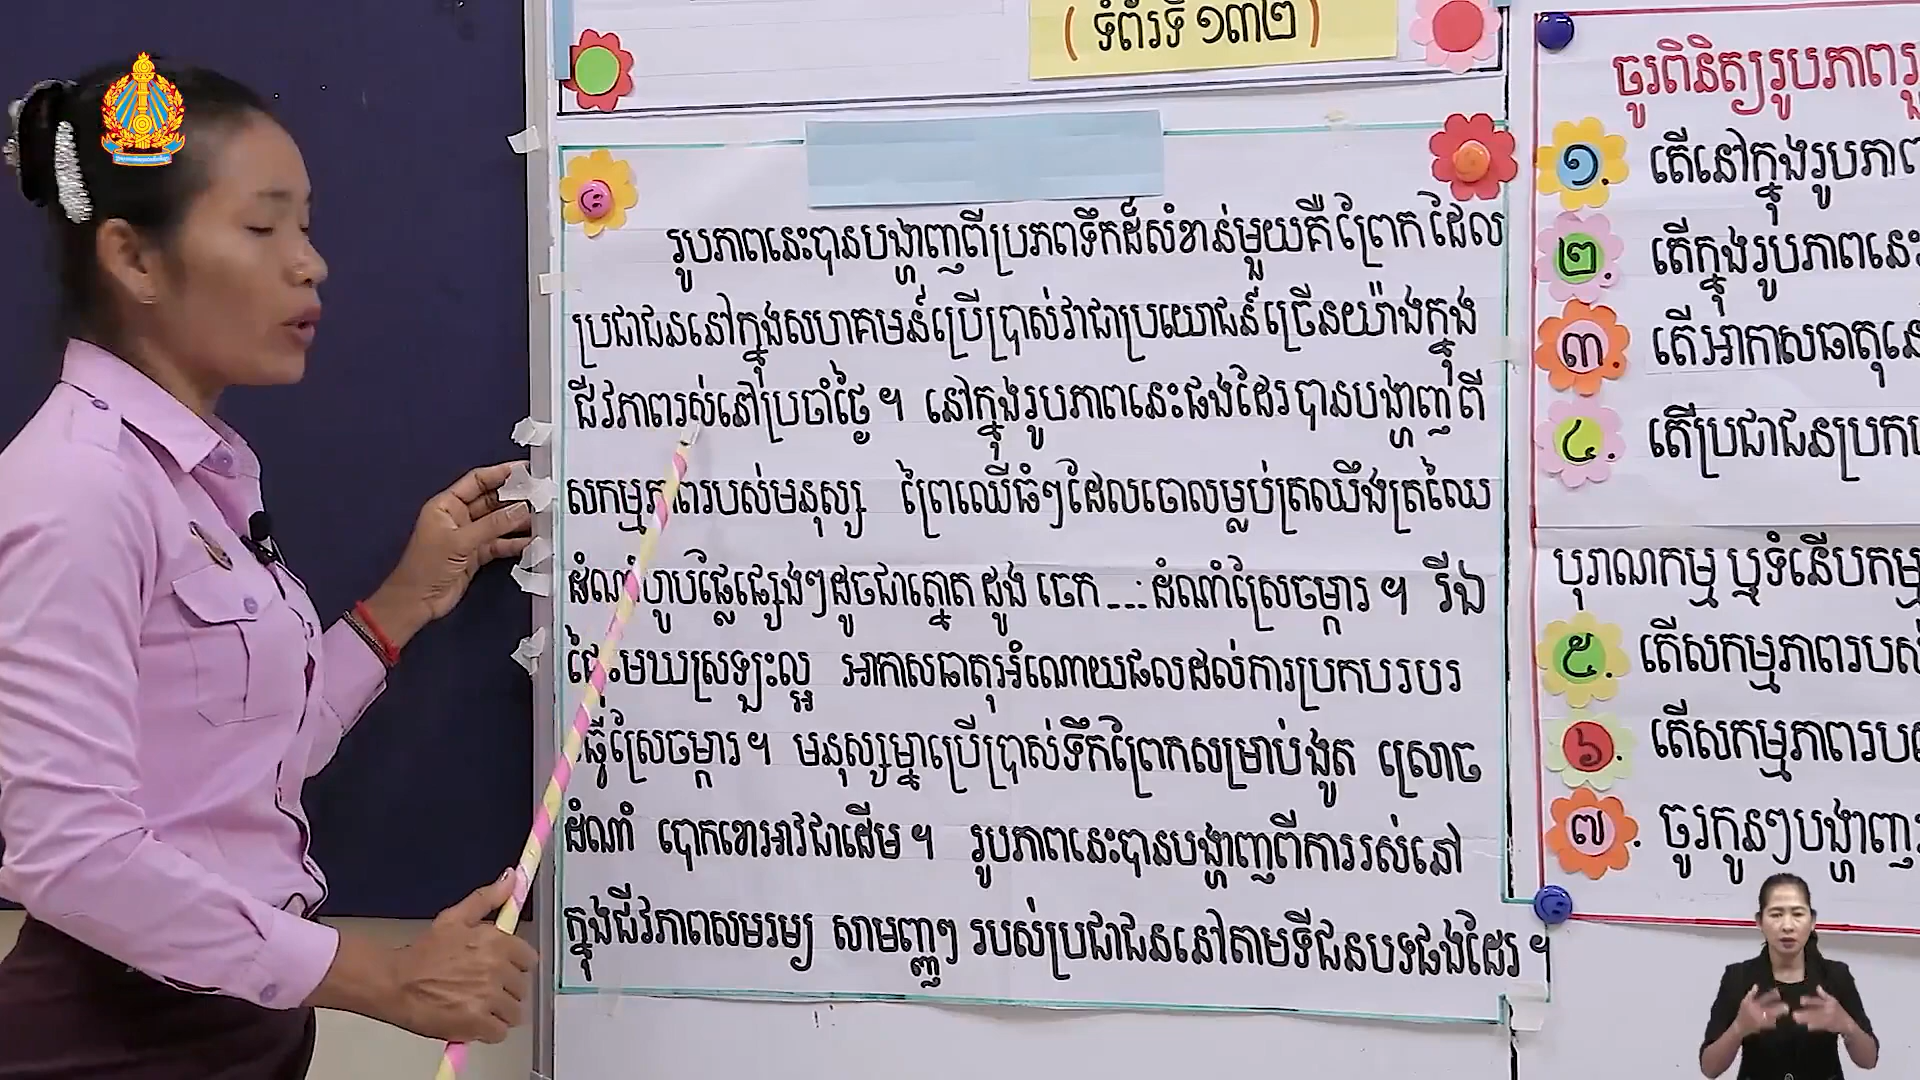 ( ទំព័រទី ១៣២ )
រូបភាពនេះបានបង្ហាញពីប្រភពទឹកដ៏សំខាន់មួយគឺព្រែកដែល
ប្រជាជននៅក្នុងសហគមន៍ប្រើប្រាស់វាជាប្រយោជន៍ច្រើនយ៉ាងក្នុង
ជីវភាពរស់នៅប្រចាំថ្ងៃ។ នៅក្នុងរូបភាពនេះផងដែរបានបង្ហាញពី
សកម្មភាពរបស់មនុស្ស ព្រៃឈើធំៗដែលចោលម្លប់ត្រឈឹងត្រឈៃ
ដំណាំហូបផ្លែផ្សេងៗដូចជាត្នោត ដូង ចេក...ដំណាំស្រែចម្ការ។ រីឯ
ផ្ទៃមេឃស្រឡះល្អ អាកាសធាតុអំណោយផលដល់ការប្រកបរបរ
ធ្វើស្រែចម្ការ។ មនុស្សម្នាប្រើប្រាស់ទឹកព្រែកសម្រាប់ងូត ស្រោច
ដំណាំ បោកខោអាវជាដើម។ រូបភាពនេះបានបង្ហាញពីការរស់នៅ
ក្នុងជីវភាពសមរម្យ សាមញ្ញៗ របស់ប្រជាជននៅតាមទីជនបទផងដែរ។
ចូរពិនិត្យរូបភាព
១. តើនៅក្នុងរូបភាព
២. តើក្នុងរូបភាពនេះ
៣. តើអាកាសធាតុនៅ
៤. តើប្រជាជនប្រកប
បុរាណកម្ម ឬទំនើបកម្ម
៥. តើសកម្មភាពរបស់
៦. តើសកម្មភាពរបស់
៧. ចូរកូនៗបង្ហាញ